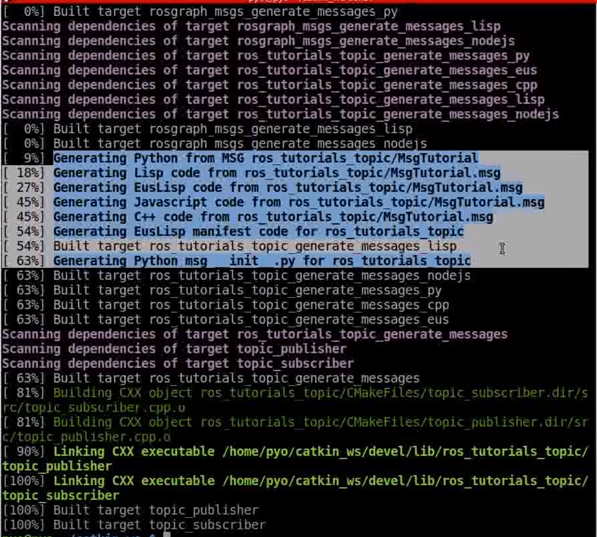 [  0%] Built target rosgraph_msgs_generate_messages_py
Scanning dependencies of target rosgraph_msgs_generate_messages_lisp
Scanning dependencies of target rosgraph_msgs_generate_messages_nodejs
Scanning dependencies of target ros_tutorials_topic_generate_messages_py
Scanning dependencies of target ros_tutorials_topic_generate_messages_eus
Scanning dependencies of target ros_tutorials_topic_generate_messages_cpp
Scanning dependencies of target ros_tutorials_topic_generate_messages_lisp
Scanning dependencies of target ros_tutorials_topic_generate_messages_nodejs
[  0%] Built target rosgraph_msgs_generate_messages_lisp
[  0%] Built target rosgraph_msgs_generate_messages_nodejs
[  9%] Generating Python from MSG ros_tutorials_topic/MsgTutorial
[ 18%] Generating Lisp code from ros_tutorials_topic/MsgTutorial.msg
[ 27%] Generating EusLisp code from ros_tutorials_topic/MsgTutorial.msg
[ 45%] Generating Javascript code from ros_tutorials_topic/MsgTutorial.msg
[ 45%] Generating C++ code from ros_tutorials_topic/MsgTutorial.msg
[ 54%] Generating EusLisp manifest code for ros_tutorials_topic
[ 54%] Built target ros_tutorials_topic_generate_messages_lisp
[ 63%] Generating Python msg __init__.py for ros_tutorials_topic
[ 63%] Built target ros_tutorials_topic_generate_messages_nodejs
[ 63%] Built target ros_tutorials_topic_generate_messages_py
[ 63%] Built target ros_tutorials_topic_generate_messages_cpp
[ 63%] Built target ros_tutorials_topic_generate_messages_eus
Scanning dependencies of target ros_tutorials_topic_generate_messages
Scanning dependencies of target topic_publisher
Scanning dependencies of target topic_subscriber
[ 63%] Built target ros_tutorials_topic_generate_messages
[ 81%] Building CXX object ros_tutorials_topic/CMakeFiles/topic_subscriber.dir/s
rc/topic_subscriber.cpp.o
[ 81%] Building CXX object ros_tutorials_topic/CMakeFiles/topic_publisher.dir/sr
c/topic_publisher.cpp.o
[ 90%] Linking CXX executable /home/pyo/catkin_ws/devel/lib/ros_tutorials_topic/
topic_publisher
[100%] Linking CXX executable /home/pyo/catkin_ws/devel/lib/ros_tutorials_topic/
topic_subscriber
[100%] Built target topic_publisher
[100%] Built target topic_subscriber